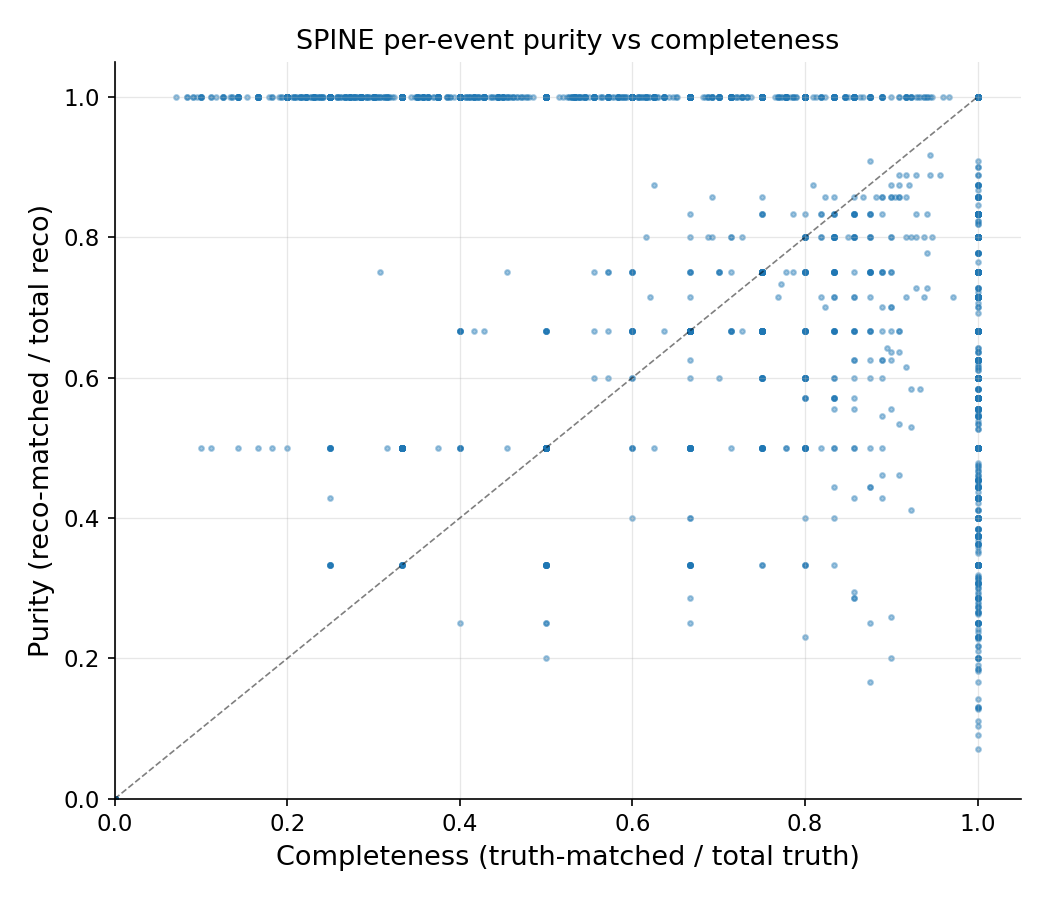 SPINE per-event purity vs completeness
Purity (reco-matched / total reco)
1.0
0.8
0.6
0.4
0.2
0.0
0.0 0.2 0.4 0.6 0.8 1.0
Completeness (truth-matched / total truth)